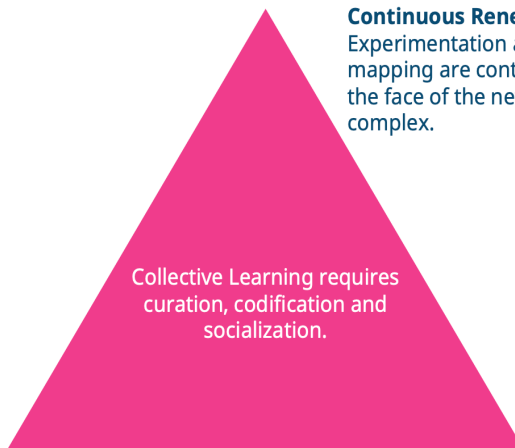 Continuous
Experimentation
mapping are
the face of the
complex.
Collective Learning requires
curation, codification and
socialization.